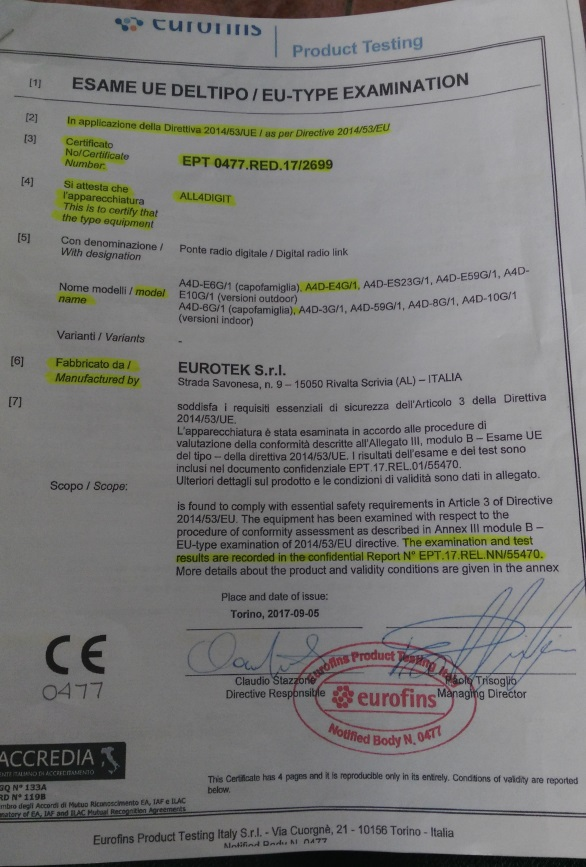 eurofins
Product Testing
[1] ESAME UE DELTIPO / EU-TYPE EXAMINATION
[2] In applicazione della Direttiva 2014/53/UE / as per Directive 2014/53/EU
[3] Certificato
No/Certificate
Number:
EPT 0477.RED.17/2699
[4] Si attesta che
l'apparecchiatura
This is to certify that
the type equipment
ALL4DIGIT
[5] Con denominazione /
With designation
Ponte radio digitale / Digital radio link
Nome modelli / model
name
A4D-E6G/1 (capofamiglia), A4D-E4G/1, A4D-ES23G/1, A4D-E59G/1, A4D-
E10G/1 (versioni outdoor)
A4D-6G/1 (capofamiglia), A4D-3G/1, A4D-59G/1, A4D-8G/1, A4D-10G/1
(versioni indoor)
Varianti / Variants
-
[6] Fabbricato da /
Manufactured by
EUROTEK S.r.l.
Strada Savonesa, n. 9 – 15050 Rivalta Scrivia (AL) – ITALIA
[7]
soddisfa i requisiti essenziali di sicurezza dell'Articolo 3 della Direttiva
2014/53/UE.
L'apparecchiatura è stata esaminata in accordo alle procedure di
valutazione della conformità descritte all'Allegato III, modulo B – Esame UE
del tipo – della direttiva 2014/53/UE. I risultati dell'esame e del test sono
inclusi nel documento confidenziale EPT.17.REL.01/55470.
Ulteriori dettagli sul prodotto e le condizioni di validità sono dati in allegato.
Scopo / Scope:
is found to comply with essential safety requirements in Article 3 of Directive
2014/53/EU. The equipment has been examined with respect to the
procedure of conformity assessment as described in Annex III module B –
EU-type examination of 2014/53/EU directive. The examination and test
results are recorded in the confidential Report N° EPT.17.REL.NN/55470.
More details about the product and validity conditions are given in the annex
Place and date of issue:
Torino, 2017-09-05
CE
0477
Claudio Stazzone
Directive Responsible
Paolo Trisoglio
Managing Director
Eurofins Product Testing Italy
eurofins
Notified Body N. 0477
ACCREDIA
ENTE ITALIANO DI ACCREDITAMENTO
GQ N° 133A
RD N° 119B
mbro degli Accordi di Mutuo Riconoscimento EA, IAF e ILAC
natory of EA, IAF and ILAC Mutual Recognition Agreements
This Certificate has 4 pages and it is reproducible only in its entirely. Conditions of validity are reported
below.
Eurofins Product Testing Italy S.r.l. - Via Cuorgnè, 21 - 10156 Torino - Italia
Notified Body N. 0477